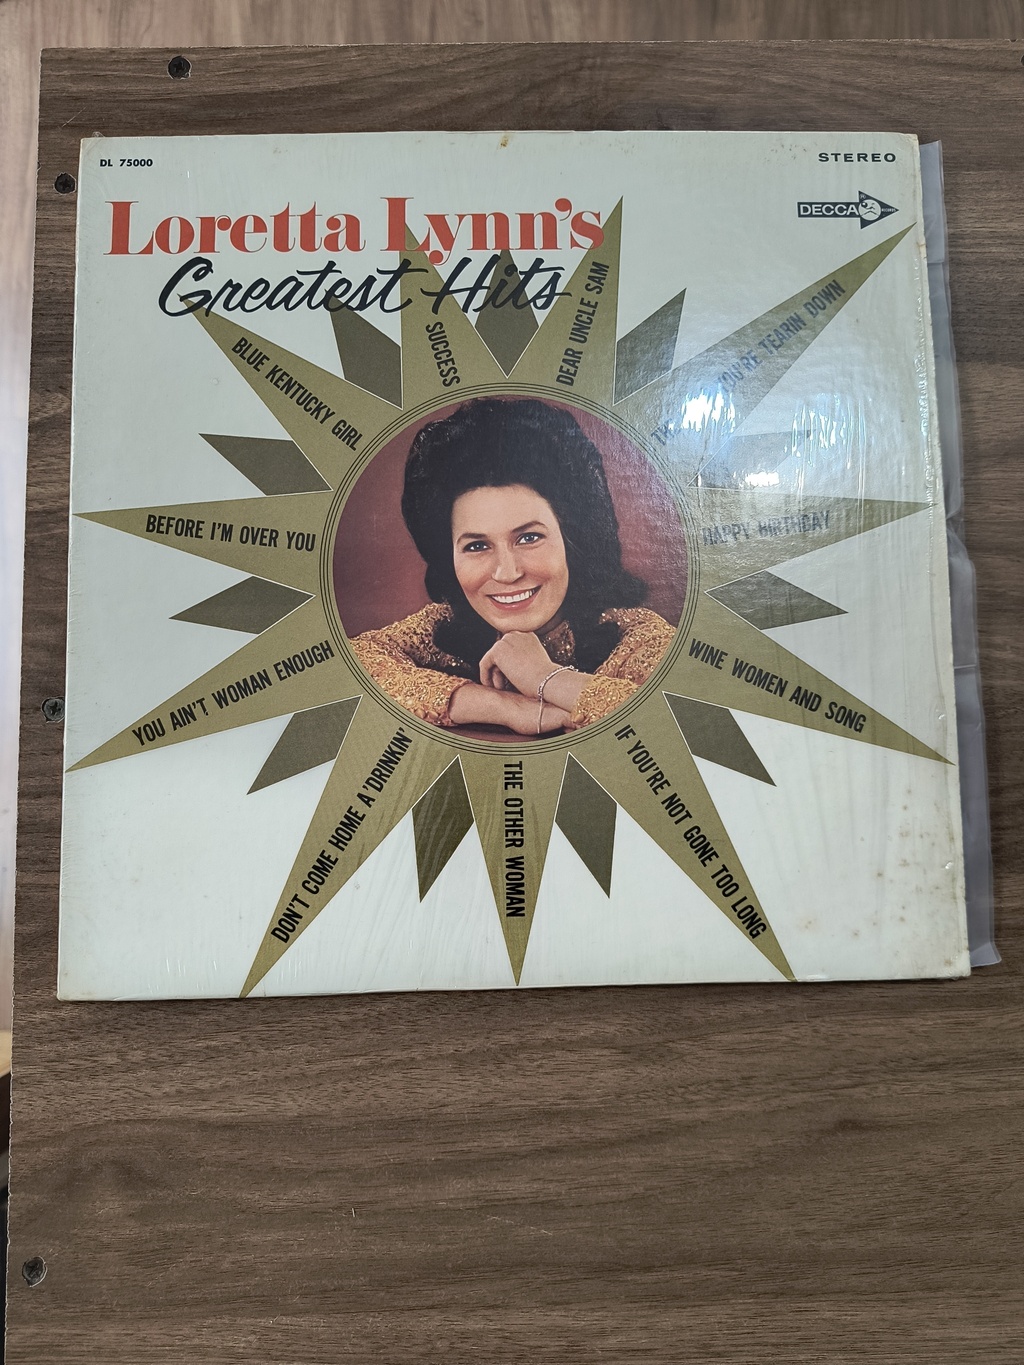 DL 75000
STEREO
DECCA
Loretta Lynn's
Greatest Hits
SUCCESS
DEAR UNCLE SAM
YOU'RE TEARIN DOWN
HAPPY BIRTHDAY
WINE WOMEN AND SONG
IF YOU'RE NOT GONE TOO LONG
THE OTHER WOMAN
DON'T COME HOME A'DRINKIN'
YOU AIN'T WOMAN ENOUGH
BEFORE I'M OVER YOU
BLUE KENTUCKY GIRL